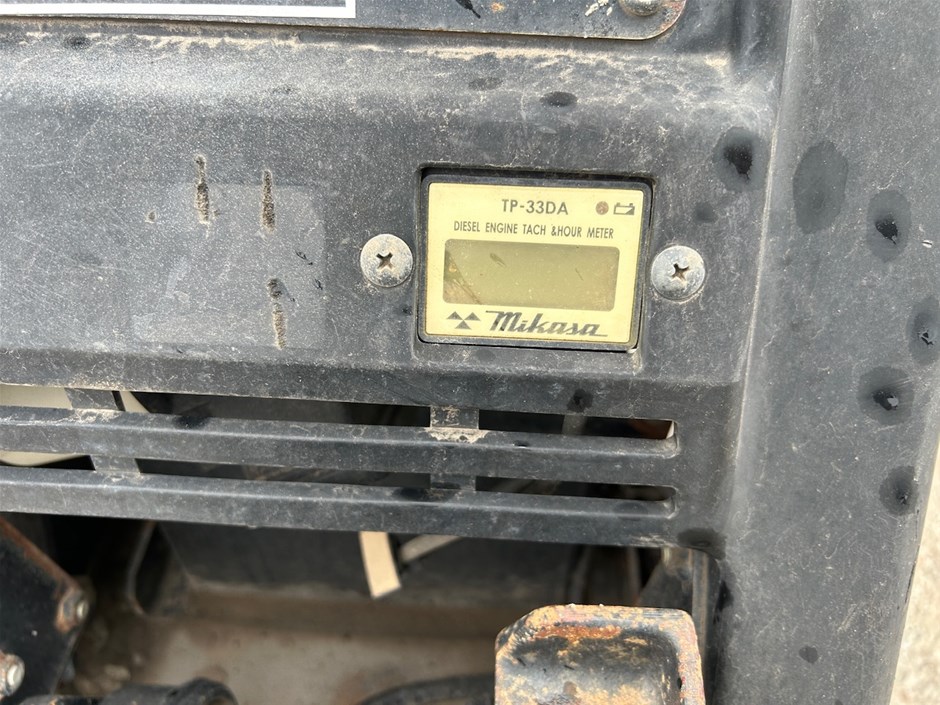 TP-33DA
DIESEL ENGINE TACH &HOUR METER
Mikasa